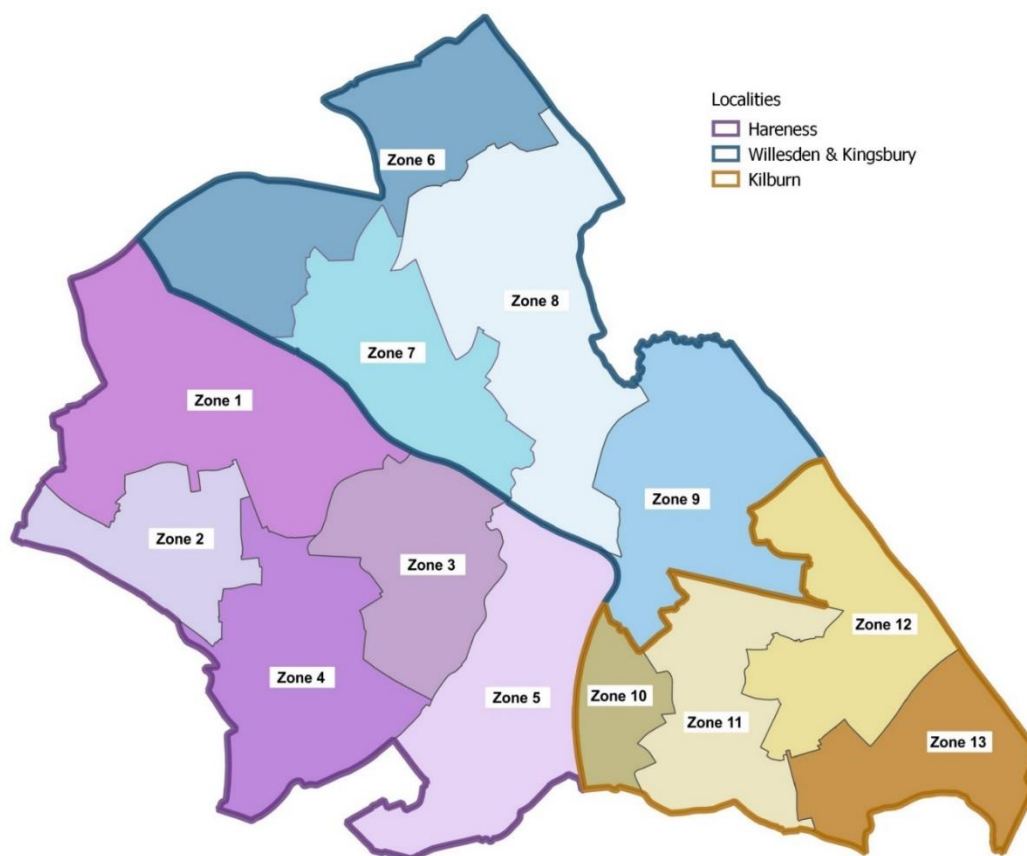 Localities
Hareness
Willesden & Kingsbury
Kilburn
Zone 6
Zone 8
Zone 7
Zone 1
Zone 9
Zone 2
Zone 3
Zone 12
Zone 4
Zone 5
Zone 10
Zone 11
Zone 13